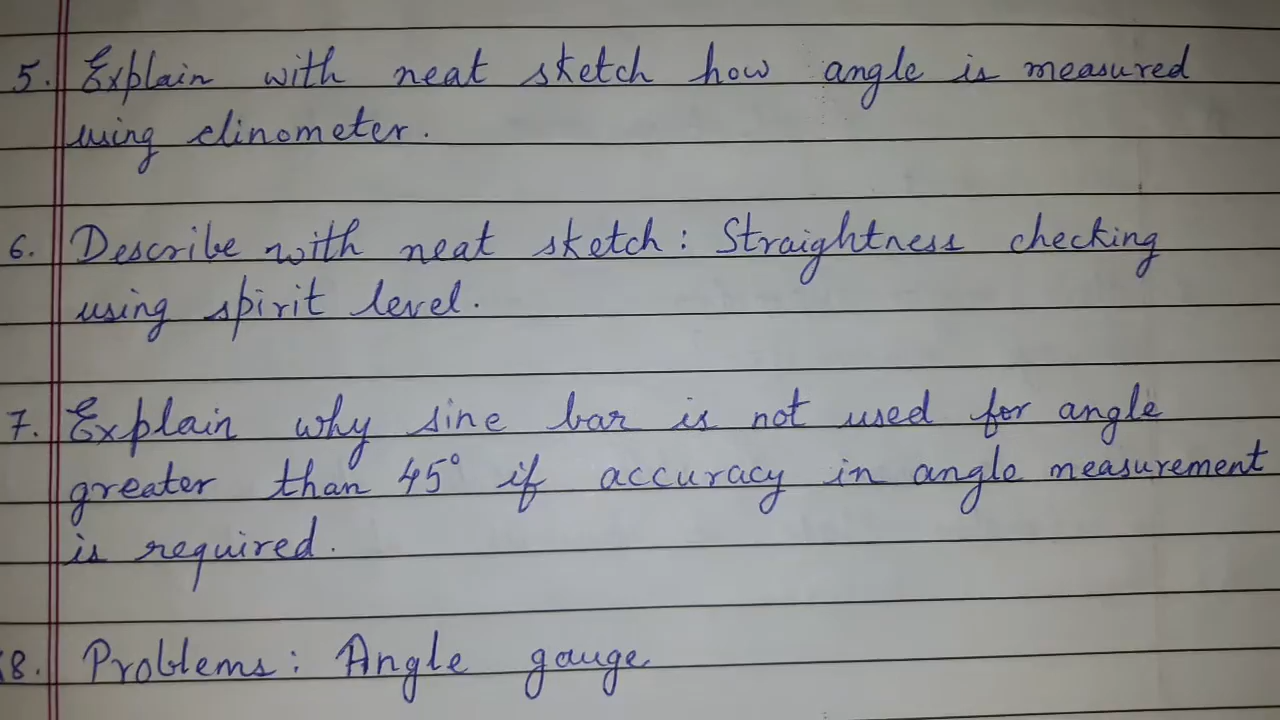 5. Explain with neat sketch how angle is measured
using clinometer.
6. Describe with neat sketch: Straightness checking
using spirit level.
7. Explain why sine bar is not used for angle
greater than 45° if accuracy in angle measurement
is required.
8. Problems: Angle gauge